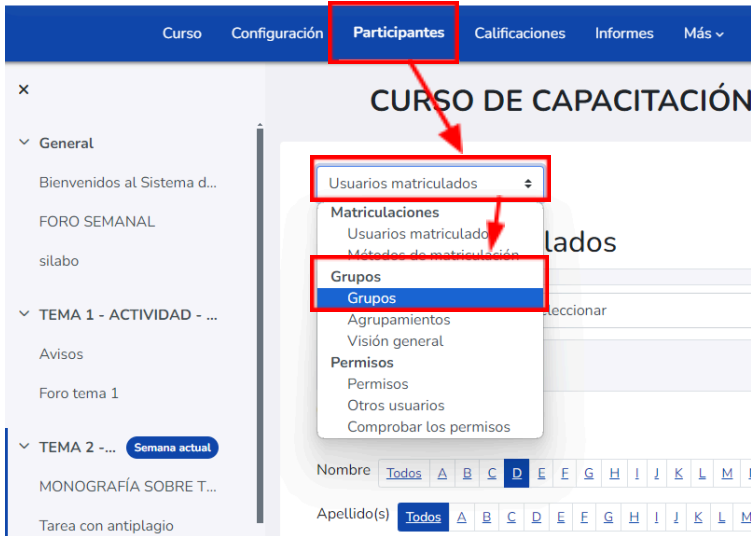 Curso Configuración Participantes Calificaciones Informes Más
CURSO DE CAPACITACIÓN
General
Bienvenidos al Sistema d...
FORO SEMANAL
silabo
TEMA 1 - ACTIVIDAD - ...
Avisos
Foro tema 1
TEMA 2 -... Semana actual
MONOGRAFÍA SOBRE T...
Tarea con antiplagio
Usuarios matriculados
Matriculaciones
Usuarios matriculados
Métodos de matriculación
Grupos
Grupos
Agrupamientos
Visión general
Permisos
Permisos
Otros usuarios
Comprobar los permisos
lados
leccionar
Nombre Todos A B C D E F G H I J K L M
Apellido(s) Todos A B C D E F G H I J K L M